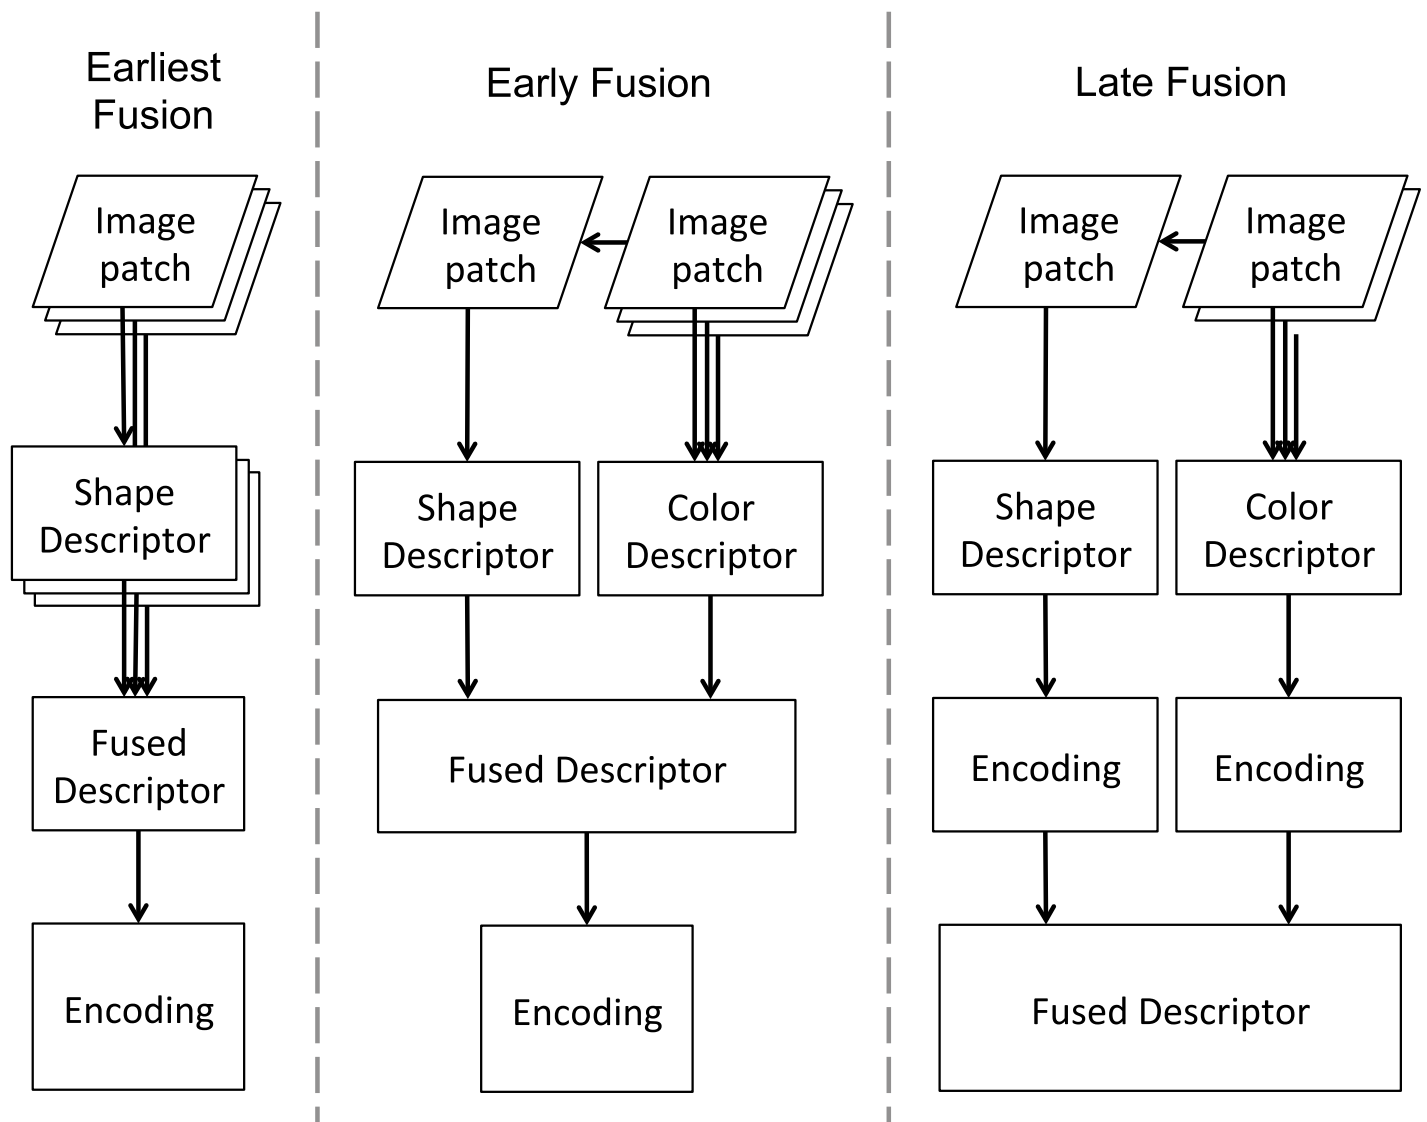 Earliest
Fusion
Image
patch
Shape
Descriptor
Fused
Descriptor
Encoding
Early Fusion
Image
patch
Image
patch
Shape
Descriptor
Color
Descriptor
Fused Descriptor
Encoding
Late Fusion
Image
patch
Image
patch
Shape
Descriptor
Color
Descriptor
Encoding
Encoding
Fused Descriptor